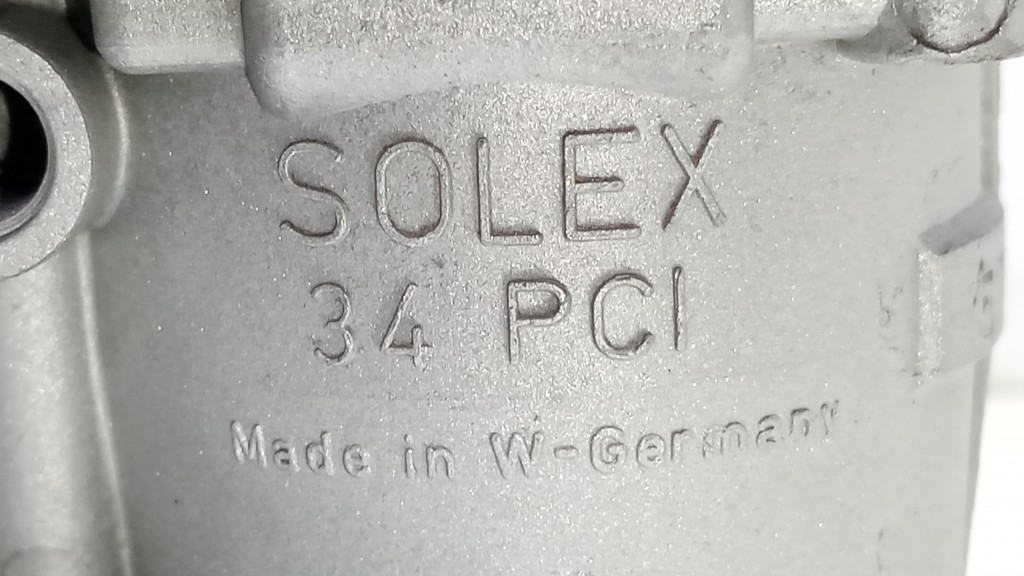 SOLEX
34 PCI
Made in W-Germany